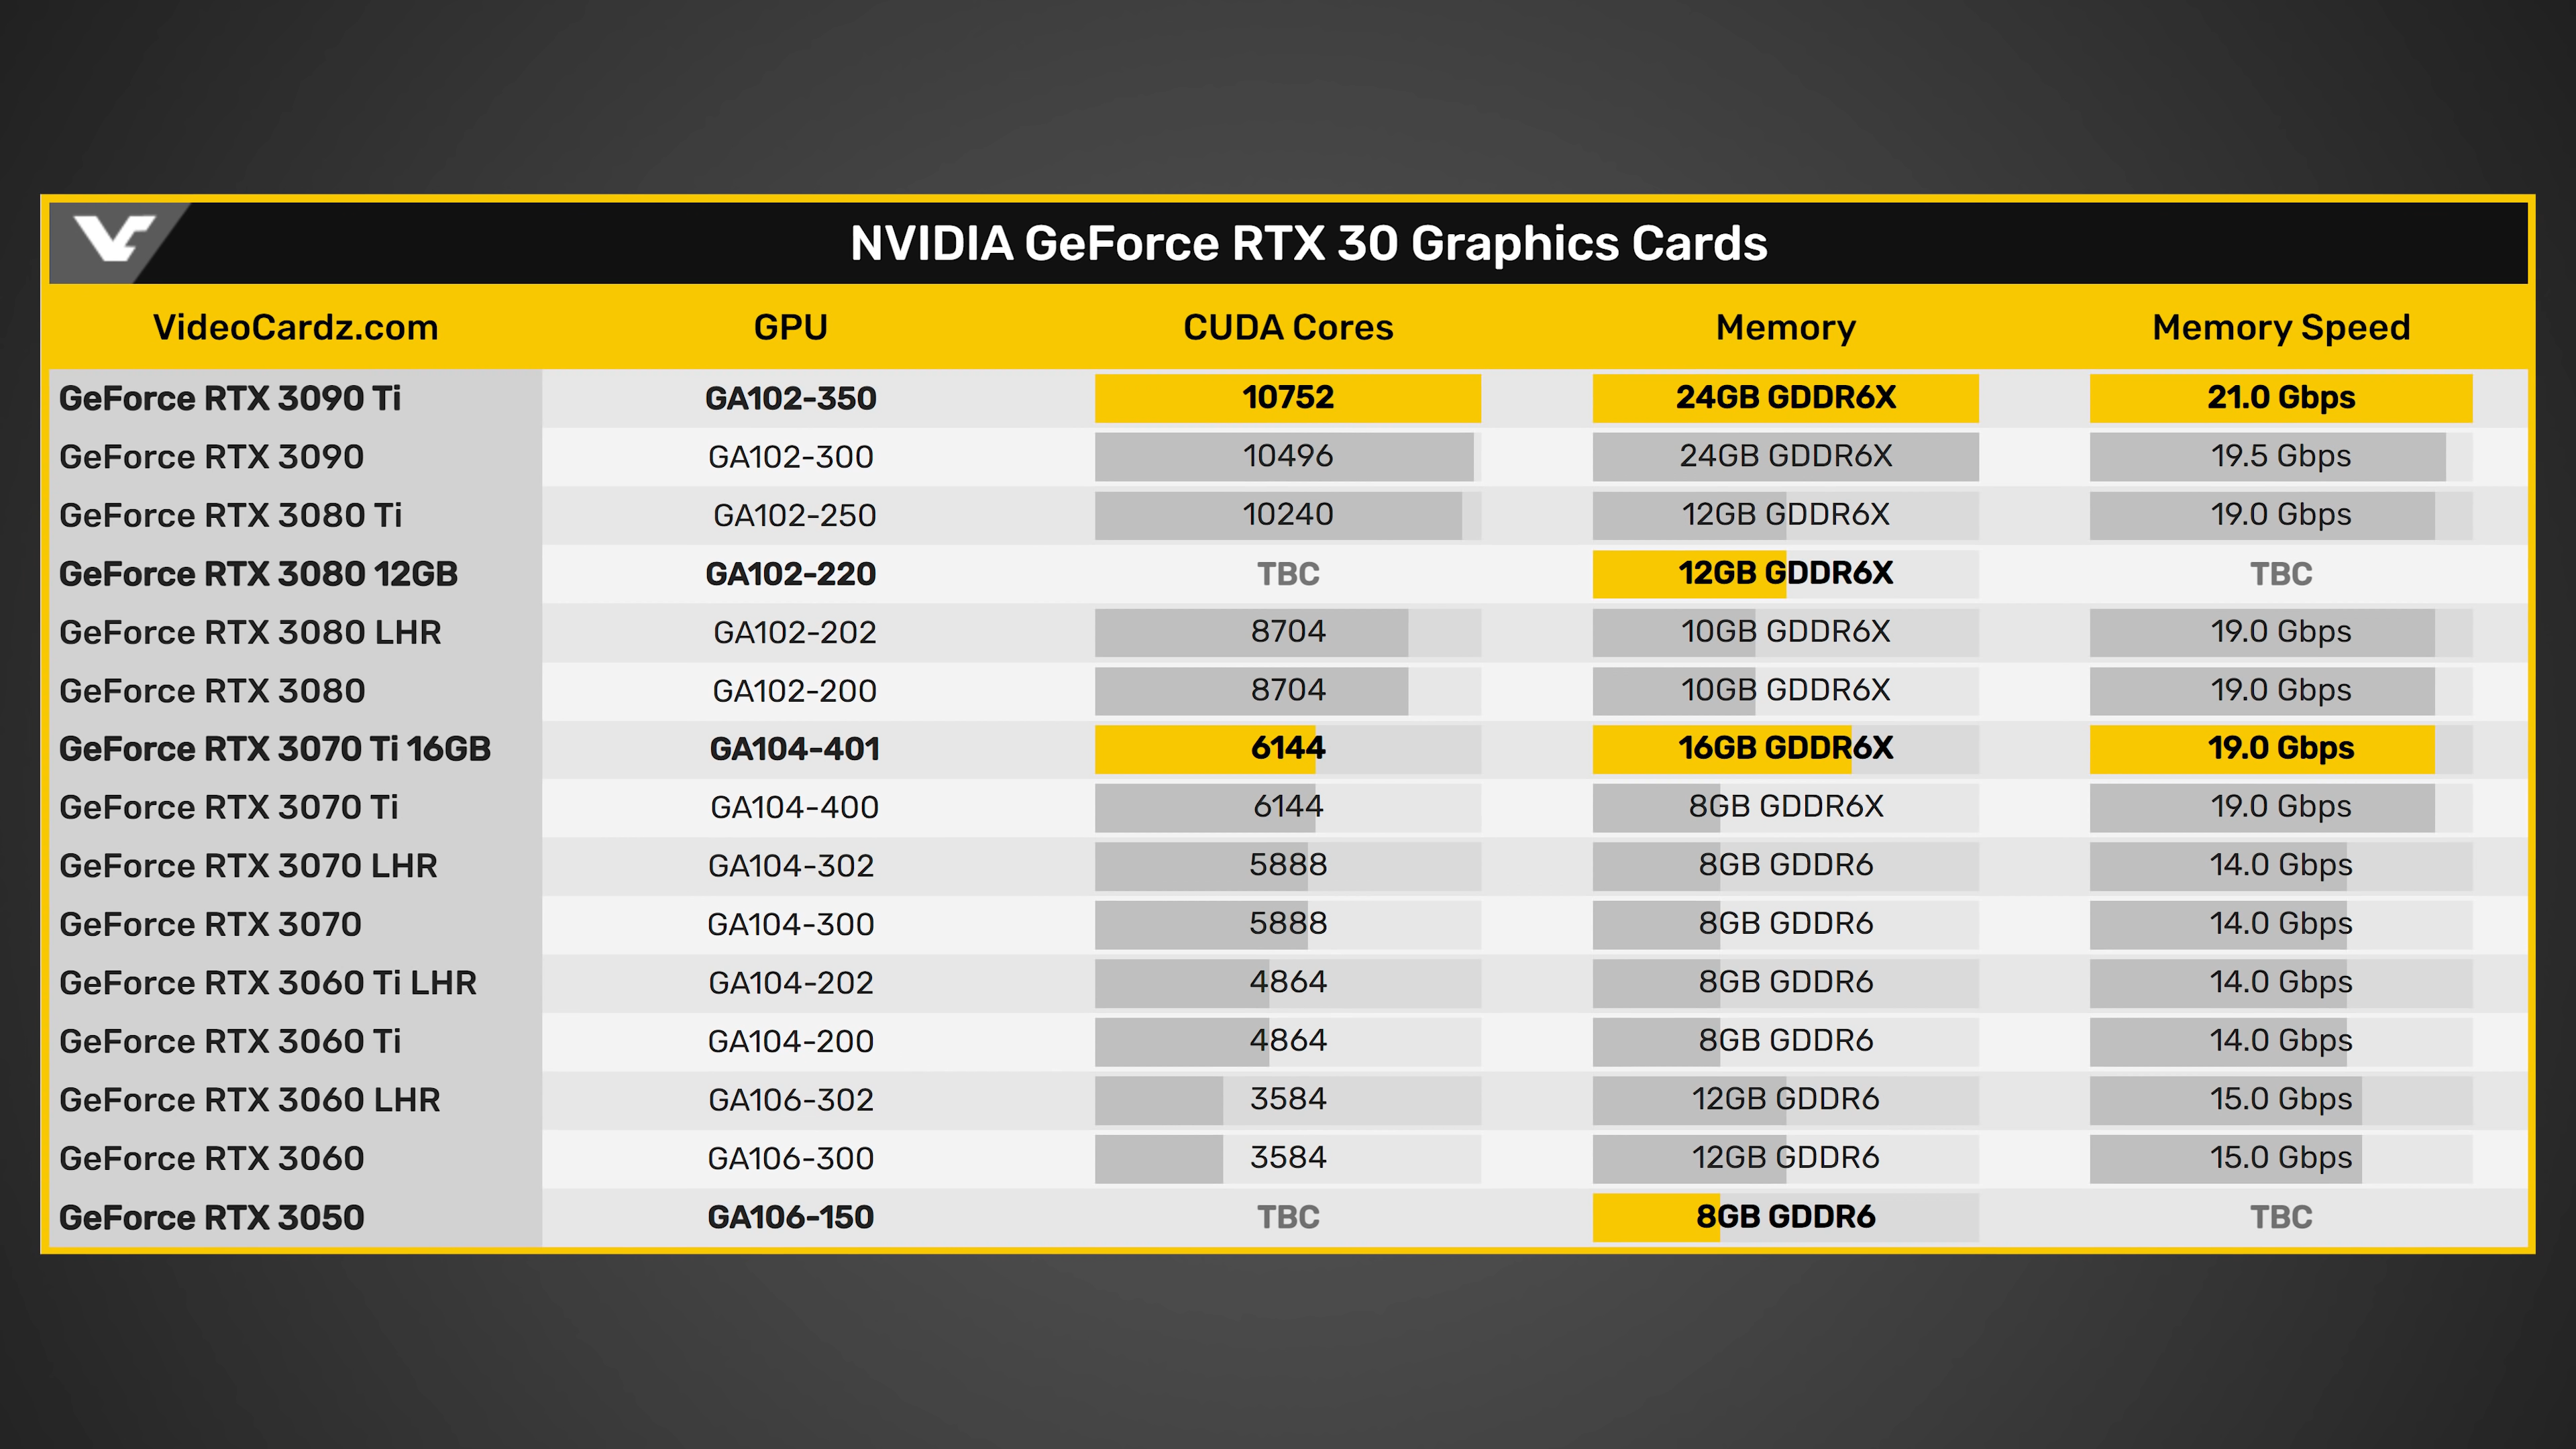 NVIDIA GeForce RTX 30 Graphics Cards
VideoCardz.com GPU CUDA Cores Memory Memory Speed
GeForce RTX 3090 Ti GA102-350 10752 24GB GDDR6X 21.0 Gbps
GeForce RTX 3090 GA102-300 10496 24GB GDDR6X 19.5 Gbps
GeForce RTX 3080 Ti GA102-250 10240 12GB GDDR6X 19.0 Gbps
GeForce RTX 3080 12GB GA102-220 TBC 12GB GDDR6X TBC
GeForce RTX 3080 LHR GA102-202 8704 10GB GDDR6X 19.0 Gbps
GeForce RTX 3080 GA102-200 8704 10GB GDDR6X 19.0 Gbps
GeForce RTX 3070 Ti 16GB GA104-401 6144 16GB GDDR6X 19.0 Gbps
GeForce RTX 3070 Ti GA104-400 6144 8GB GDDR6X 19.0 Gbps
GeForce RTX 3070 LHR GA104-302 5888 8GB GDDR6 14.0 Gbps
GeForce RTX 3070 GA104-300 5888 8GB GDDR6 14.0 Gbps
GeForce RTX 3060 Ti LHR GA104-202 4864 8GB GDDR6 14.0 Gbps
GeForce RTX 3060 Ti GA104-200 4864 8GB GDDR6 14.0 Gbps
GeForce RTX 3060 LHR GA106-302 3584 12GB GDDR6 15.0 Gbps
GeForce RTX 3060 GA106-300 3584 12GB GDDR6 15.0 Gbps
GeForce RTX 3050 GA106-150 TBC 8GB GDDR6 TBC